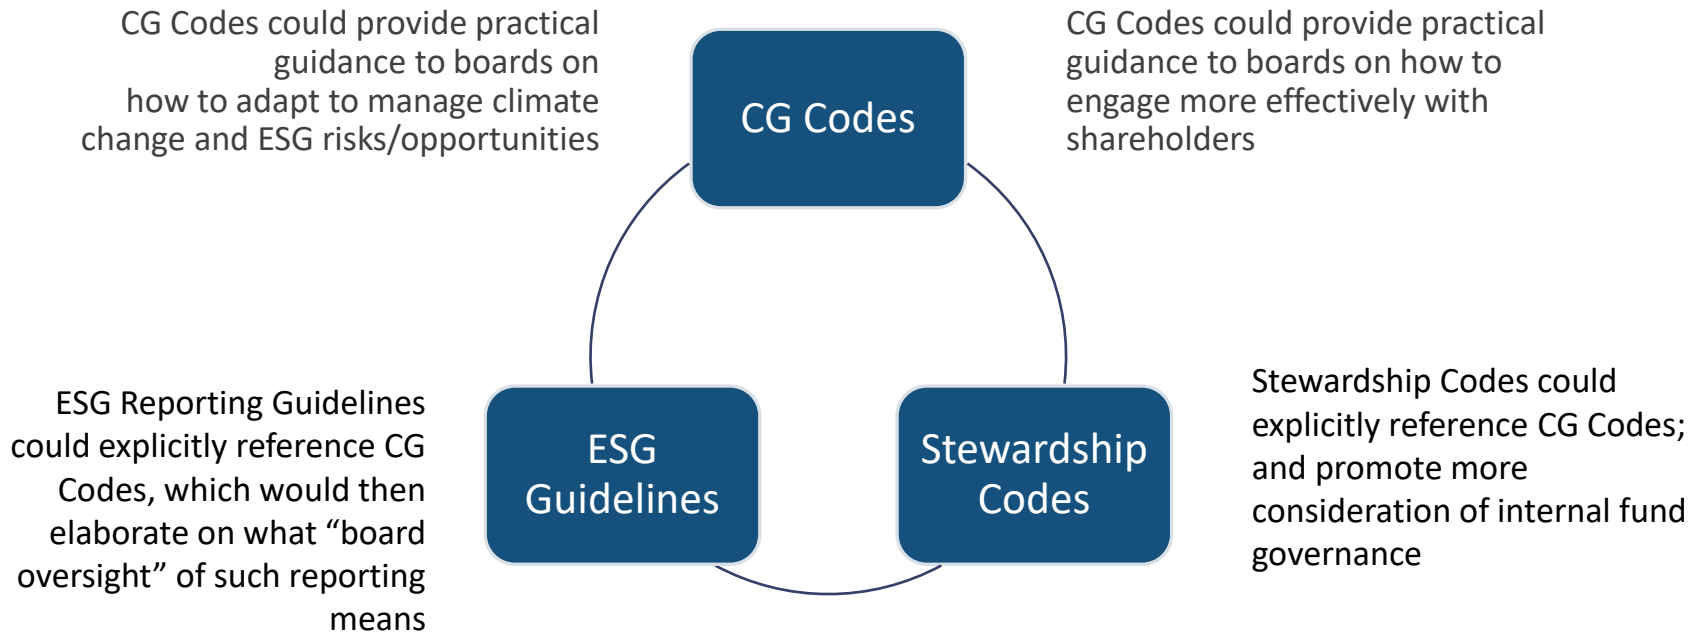 CG Codes could provide practical
guidance to boards on
how to adapt to manage climate
change and ESG risks/opportunities
CG Codes
CG Codes could provide practical
guidance to boards on how to
engage more effectively with
shareholders
ESG Reporting Guidelines
could explicitly reference CG
Codes, which would then
elaborate on what “board
oversight” of such reporting
means
ESG
Guidelines
Stewardship
Codes
Stewardship Codes could
explicitly reference CG Codes;
and promote more
consideration of internal fund
governance